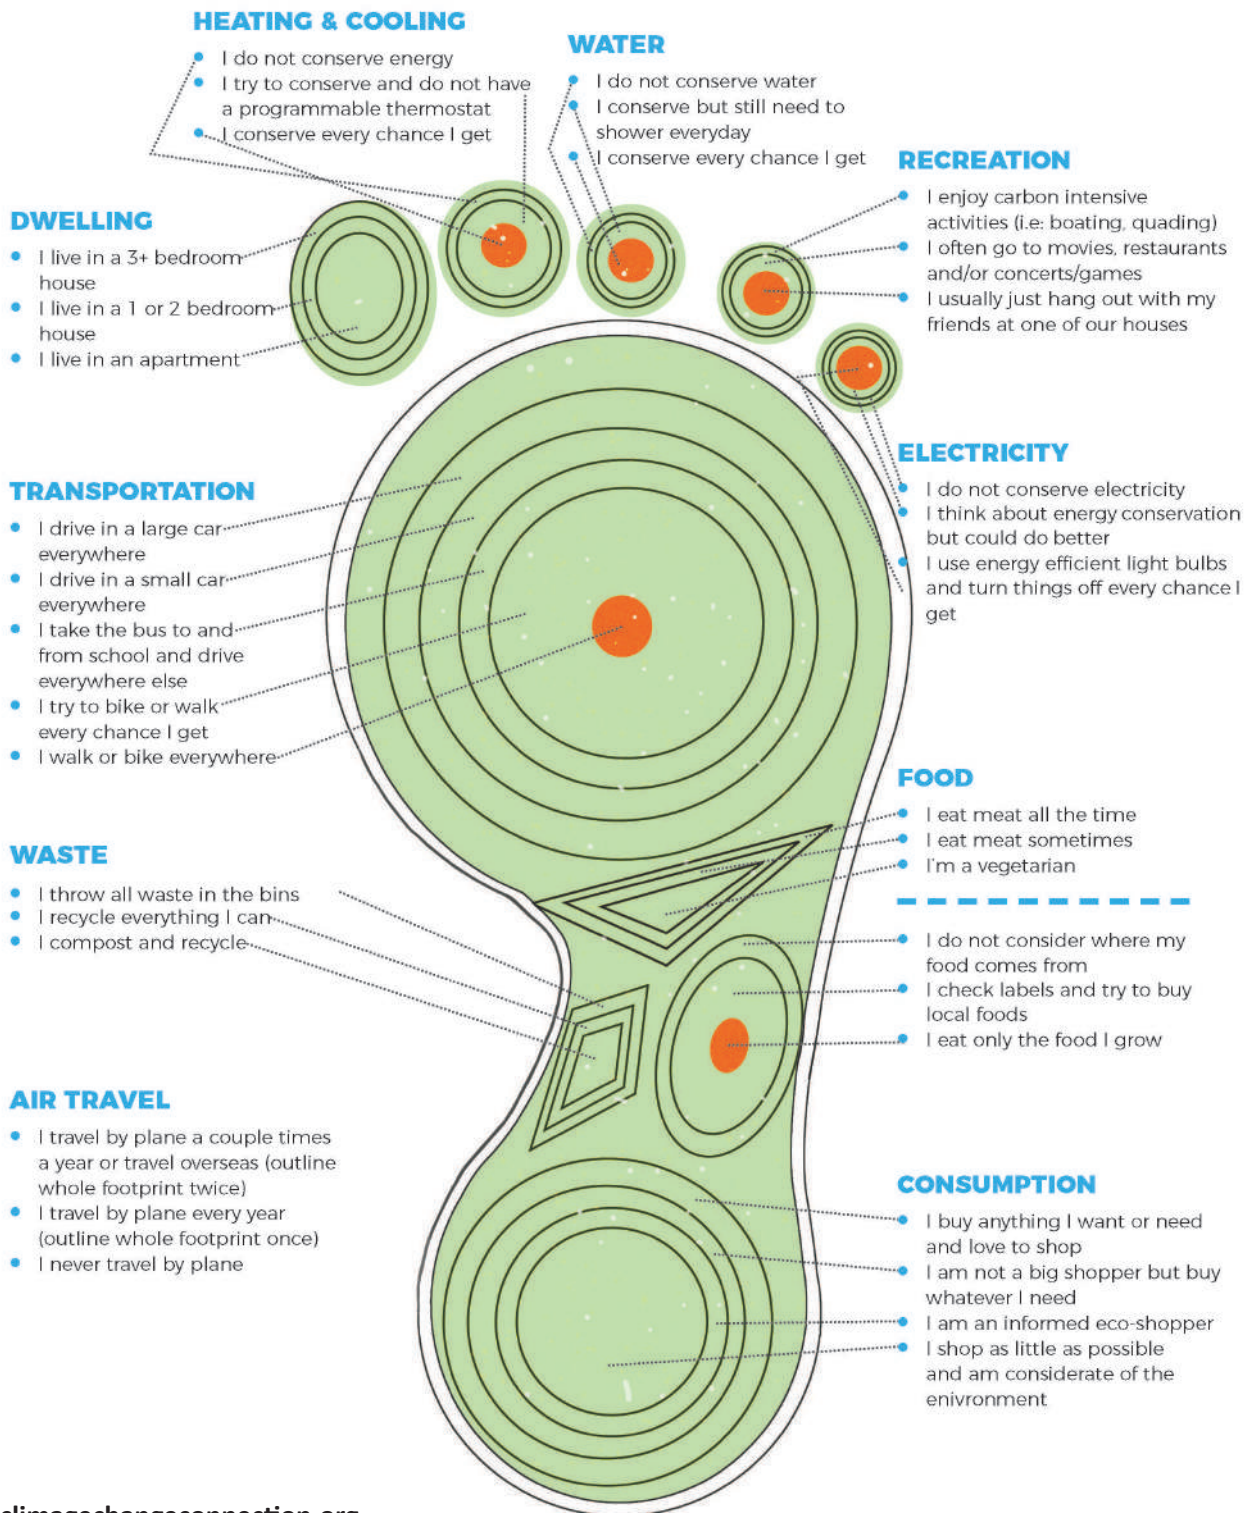 HEATING & COOLING
I do not conserve energy
I try to conserve and do not have
a programmable thermostat
I conserve every chance I get
WATER
I do not conserve water
I conserve but still need to
shower everyday
I conserve every chance I get
RECREATION
I enjoy carbon intensive
activities (i.e: boating, quading)
I often go to movies, restaurants
and/or concerts/games
I usually just hang out with my
friends at one of our houses
DWELLING
I live in a 3+ bedroom
house
I live in a 1 or 2 bedroom
house
I live in an apartment
ELECTRICITY
I do not conserve electricity
I think about energy conservation
but could do better
I use energy efficient light bulbs
and turn things off every chance I
get
TRANSPORTATION
I drive in a large car
everywhere
I drive in a small car
everywhere
I take the bus to and
from school and drive
everywhere else
I try to bike or walk
every chance I get
I walk or bike everywhere
FOOD
I eat meat all the time
I eat meat sometimes
I'm a vegetarian
I do not consider where my
food comes from
I check labels and try to buy
local foods
I eat only the food I grow
WASTE
I throw all waste in the bins
I recycle everything I can
I compost and recycle
AIR TRAVEL
I travel by plane a couple times
a year or travel overseas (outline
whole footprint twice)
I travel by plane every year
(outline whole footprint once)
I never travel by plane
CONSUMPTION
I buy anything I want or need
and love to shop
I am not a big shopper but buy
whatever I need
I am an informed eco-shopper
I shop as little as possible
and am considerate of the
enivronment